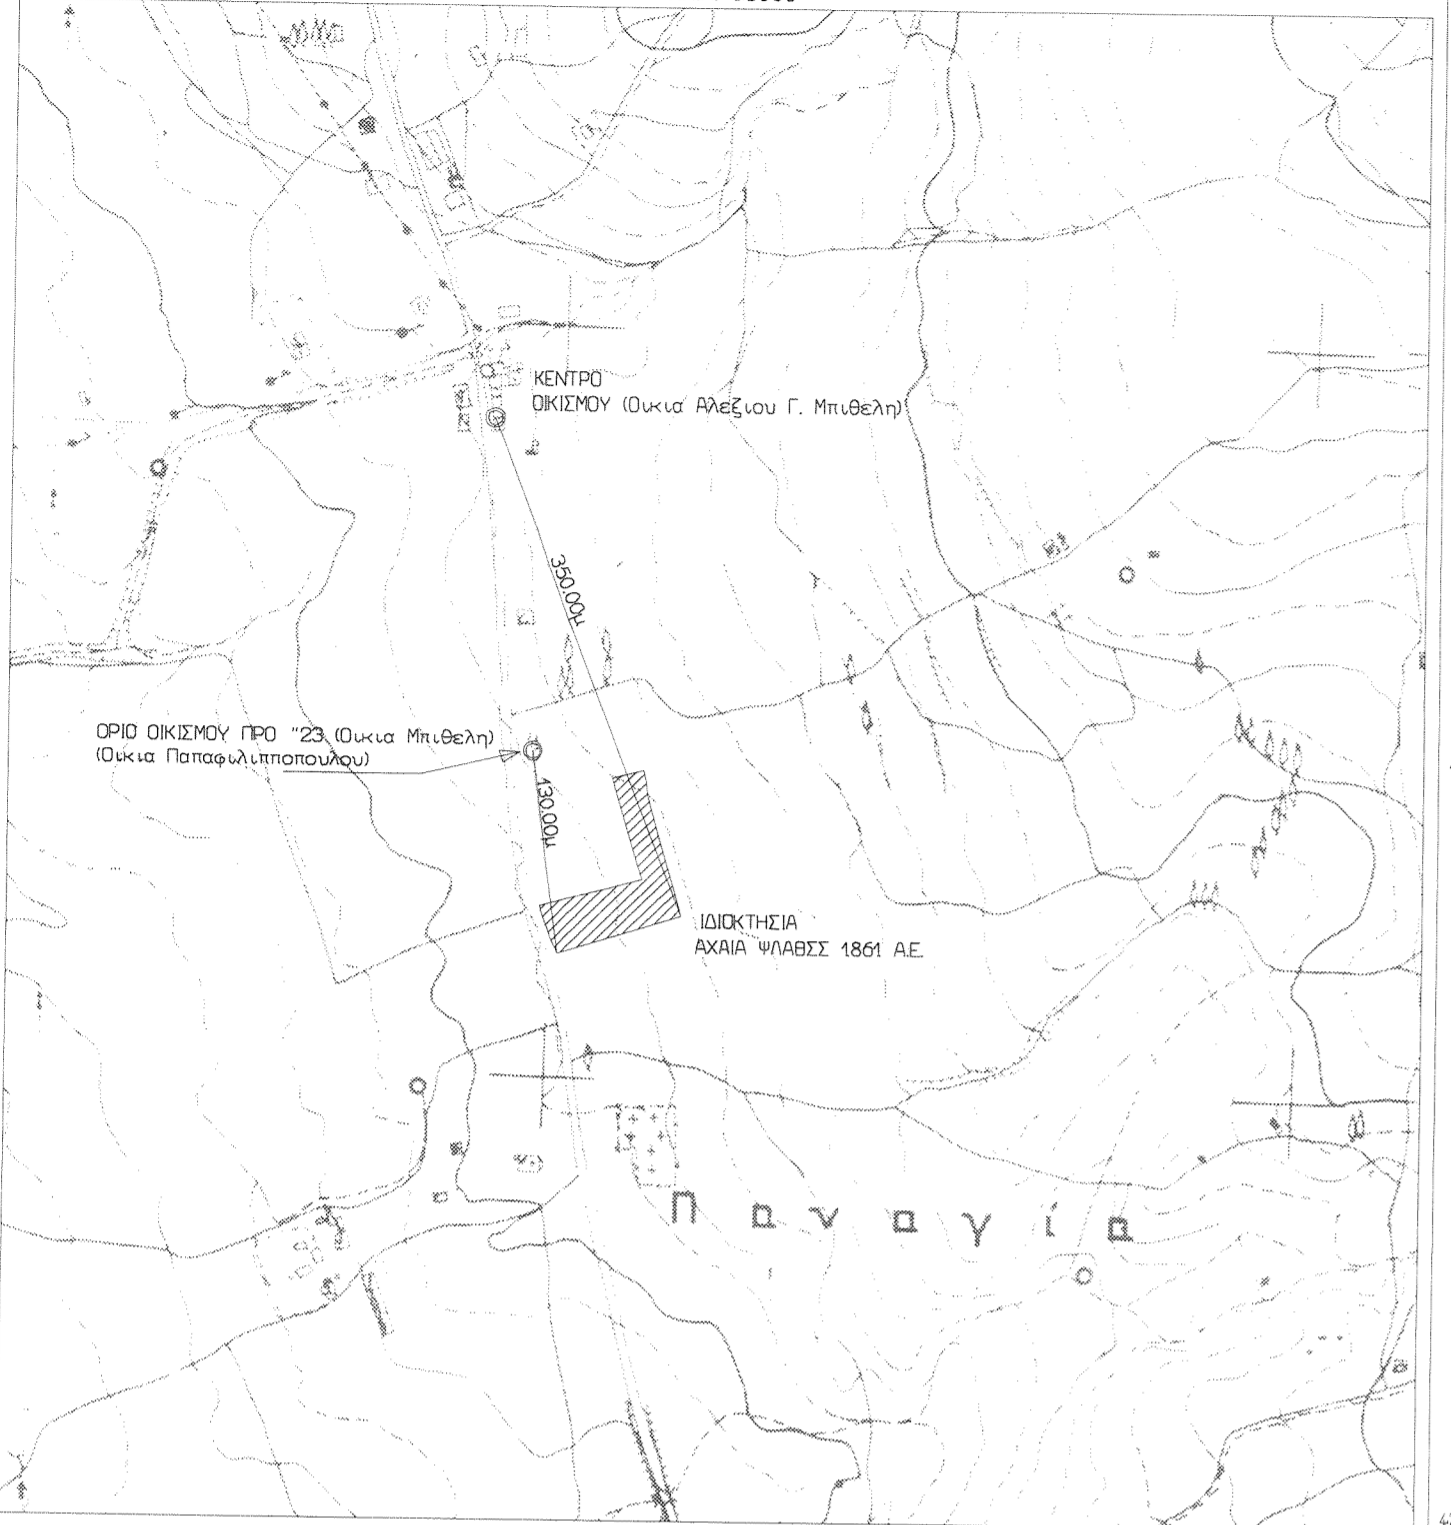 ΚΕΝΤΡΟ
ΟΙΚΙΣΜΟΥ (Οικια Αλεξιου Γ. Μπιθελη)
350.00μ
ΟΡΙΟ ΟΙΚΙΣΜΟΥ ΠΡΟ "23 (Οικια Μπιθελη)
(Οικια Παπαφιλιπποπουλου)
130.00μ
ΙΔΙΟΚΤΗΣΙΑ
ΑΧΑΙΑ ΨΛΑΒΣΣ 1861 Α.Ε.
Παναγία